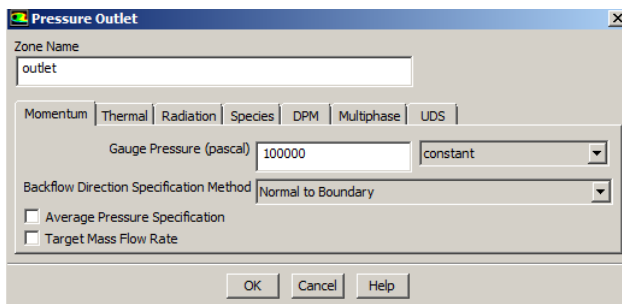 Pressure Outlet
Zone Name
outlet
Momentum Thermal Radiation Species DPM Multiphase UDS
Gauge Pressure (pascal) 100000 constant
Backflow Direction Specification Method Normal to Boundary
Average Pressure Specification
Target Mass Flow Rate
OK Cancel Help